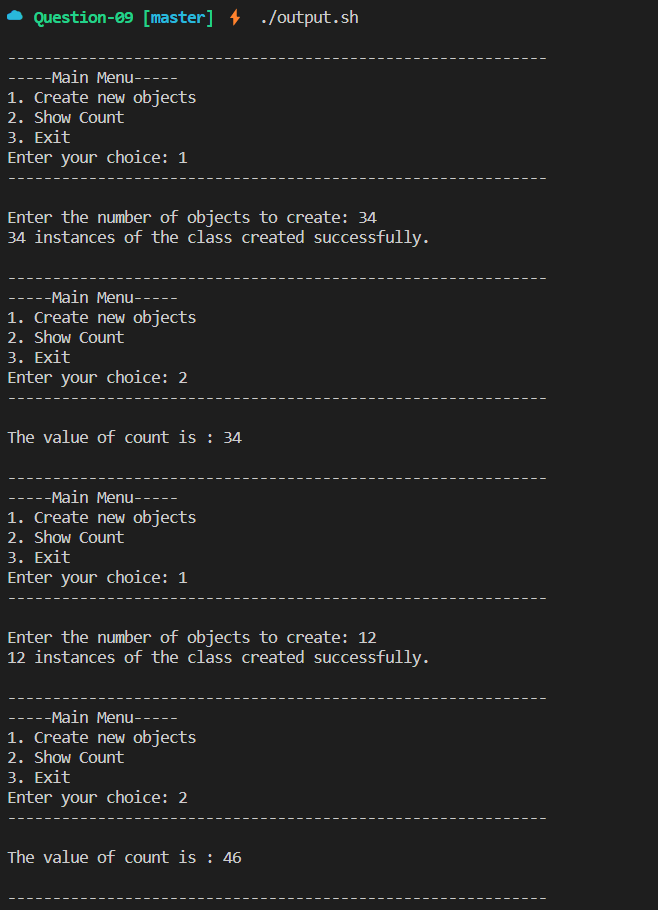 Question-09 [master] ⚡ ./output.sh
------------------------------------------------------------
-----Main Menu-----
1. Create new objects
2. Show Count
3. Exit
Enter your choice: 1
------------------------------------------------------------
Enter the number of objects to create: 34
34 instances of the class created successfully.
------------------------------------------------------------
-----Main Menu-----
1. Create new objects
2. Show Count
3. Exit
Enter your choice: 2
------------------------------------------------------------
The value of count is : 34
------------------------------------------------------------
-----Main Menu-----
1. Create new objects
2. Show Count
3. Exit
Enter your choice: 1
------------------------------------------------------------
Enter the number of objects to create: 12
12 instances of the class created successfully.
------------------------------------------------------------
-----Main Menu-----
1. Create new objects
2. Show Count
3. Exit
Enter your choice: 2
------------------------------------------------------------
The value of count is : 46
------------------------------------------------------------